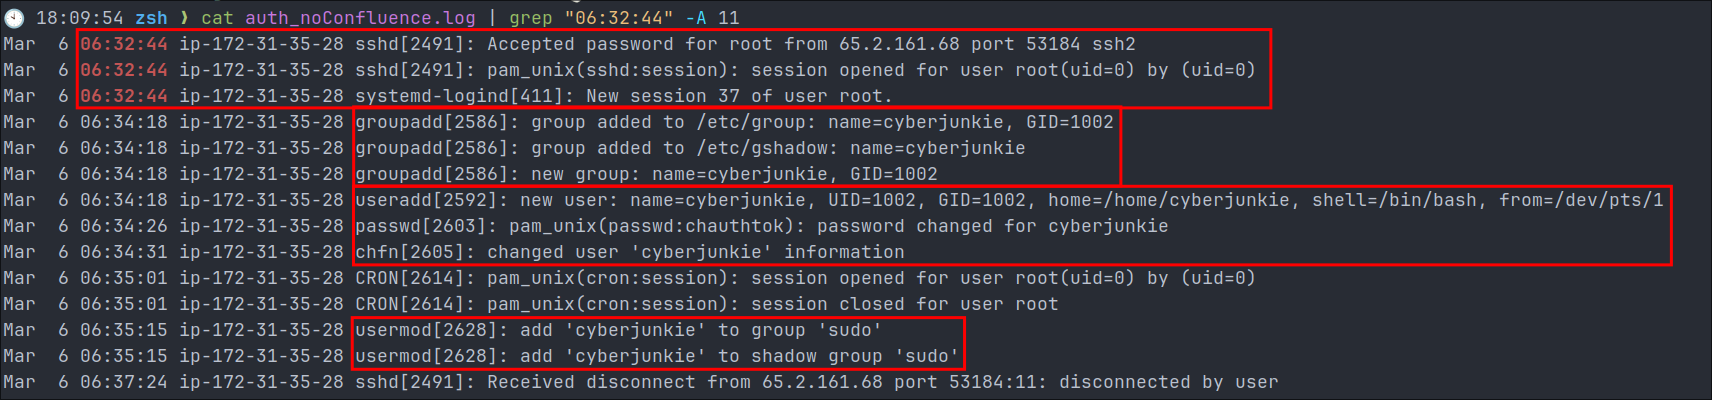 18:09:54 zsh ❯ cat auth_noConfluence.log | grep "06:32:44" -A 11
Mar  6 06:32:44 ip-172-31-35-28 sshd[2491]: Accepted password for root from 65.2.161.68 port 53184 ssh2
Mar  6 06:32:44 ip-172-31-35-28 sshd[2491]: pam_unix(sshd:session): session opened for user root(uid=0) by (uid=0)
Mar  6 06:32:44 ip-172-31-35-28 systemd-logind[411]: New session 37 of user root.
Mar  6 06:34:18 ip-172-31-35-28 groupadd[2586]: group added to /etc/group: name=cyberjunkie, GID=1002
Mar  6 06:34:18 ip-172-31-35-28 groupadd[2586]: group added to /etc/gshadow: name=cyberjunkie
Mar  6 06:34:18 ip-172-31-35-28 groupadd[2586]: new group: name=cyberjunkie, GID=1002
Mar  6 06:34:18 ip-172-31-35-28 useradd[2592]: new user: name=cyberjunkie, UID=1002, GID=1002, home=/home/cyberjunkie, shell=/bin/bash, from=/dev/pts/1
Mar  6 06:34:26 ip-172-31-35-28 passwd[2603]: pam_unix(passwd:chauthtok): password changed for cyberjunkie
Mar  6 06:34:31 ip-172-31-35-28 chfn[2605]: changed user 'cyberjunkie' information
Mar  6 06:35:01 ip-172-31-35-28 CRON[2614]: pam_unix(cron:session): session opened for user root(uid=0) by (uid=0)
Mar  6 06:35:01 ip-172-31-35-28 CRON[2614]: pam_unix(cron:session): session closed for user root
Mar  6 06:35:15 ip-172-31-35-28 usermod[2628]: add 'cyberjunkie' to group 'sudo'
Mar  6 06:35:15 ip-172-31-35-28 usermod[2628]: add 'cyberjunkie' to shadow group 'sudo'
Mar  6 06:37:24 ip-172-31-35-28 sshd[2491]: Received disconnect from 65.2.161.68 port 53184:11: disconnected by user